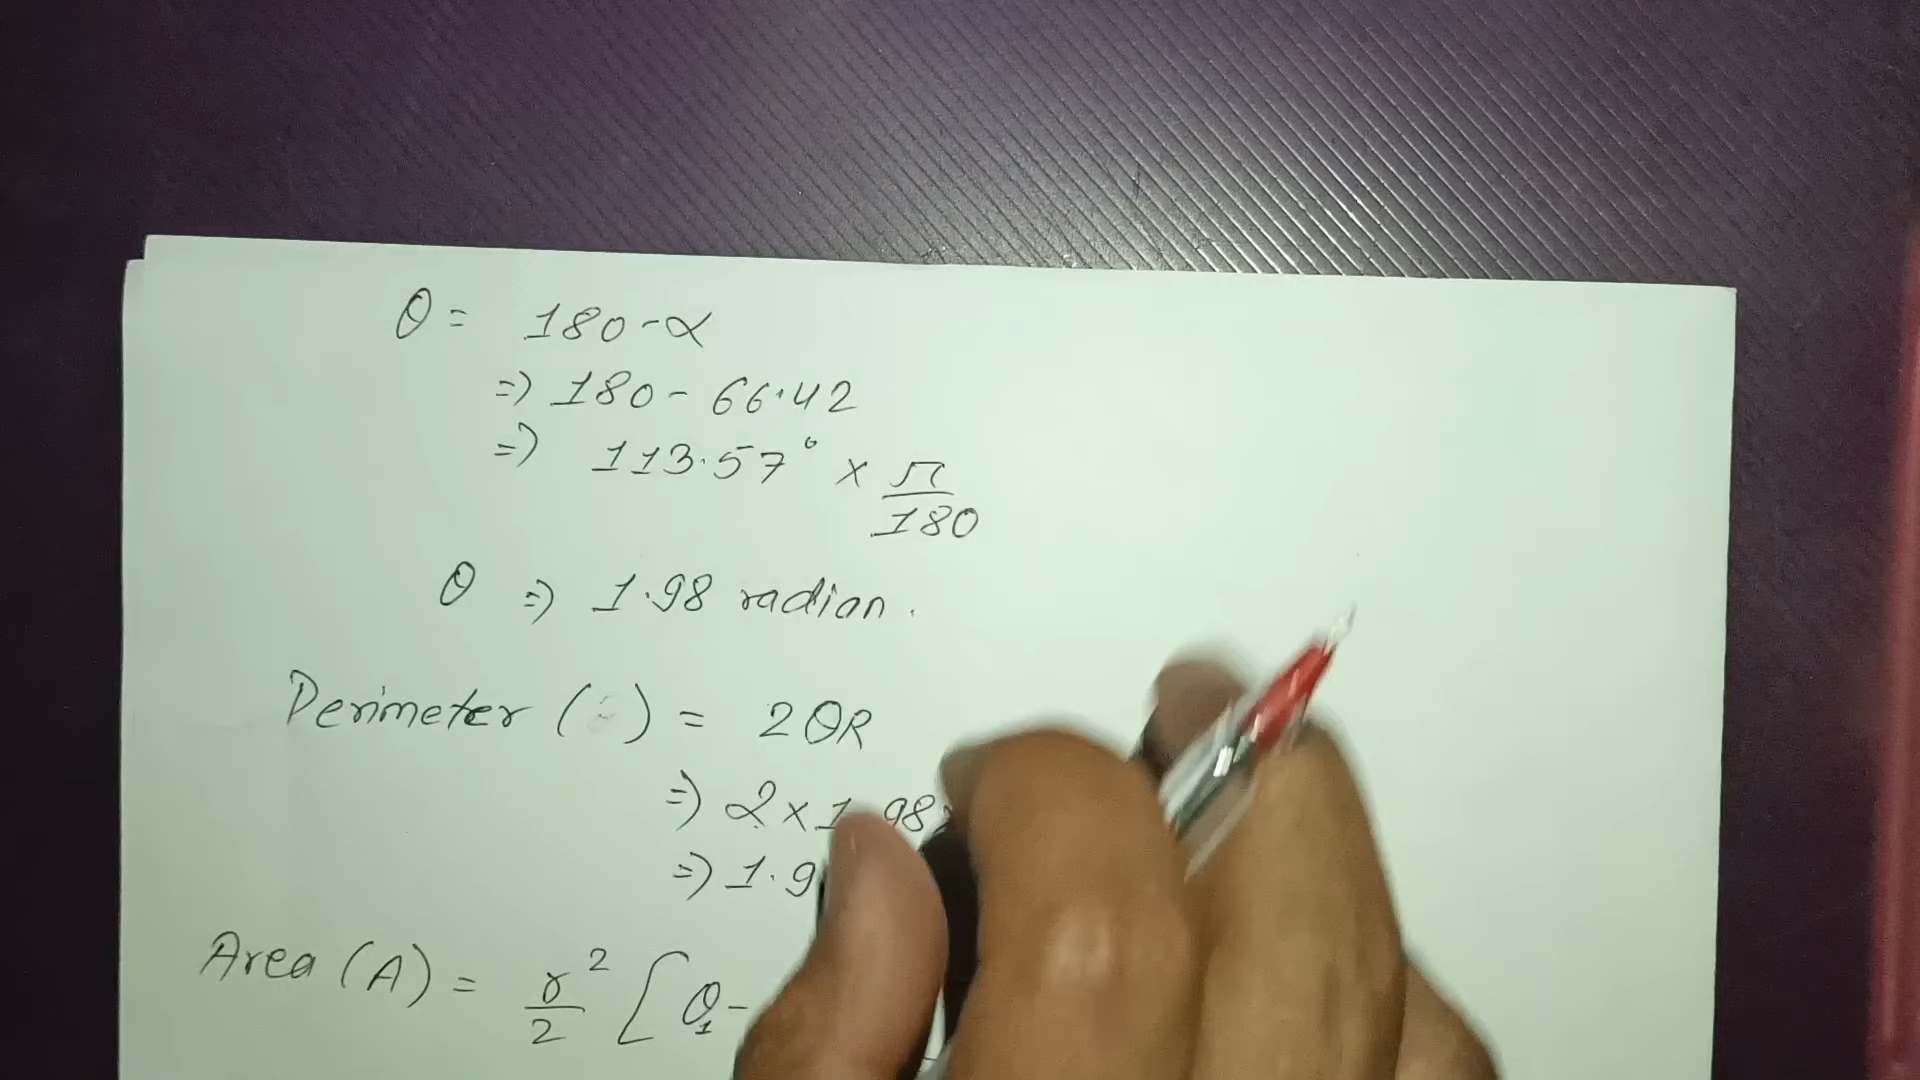 θ = 180-α
=> 180 - 66.42
=> 113.57° × π/180
θ => 1.98 radian.
Perimeter ( ) = 2θR
=> 2 × 1.98
=> 1.9
Area (A) = r²/2 [θ₁-